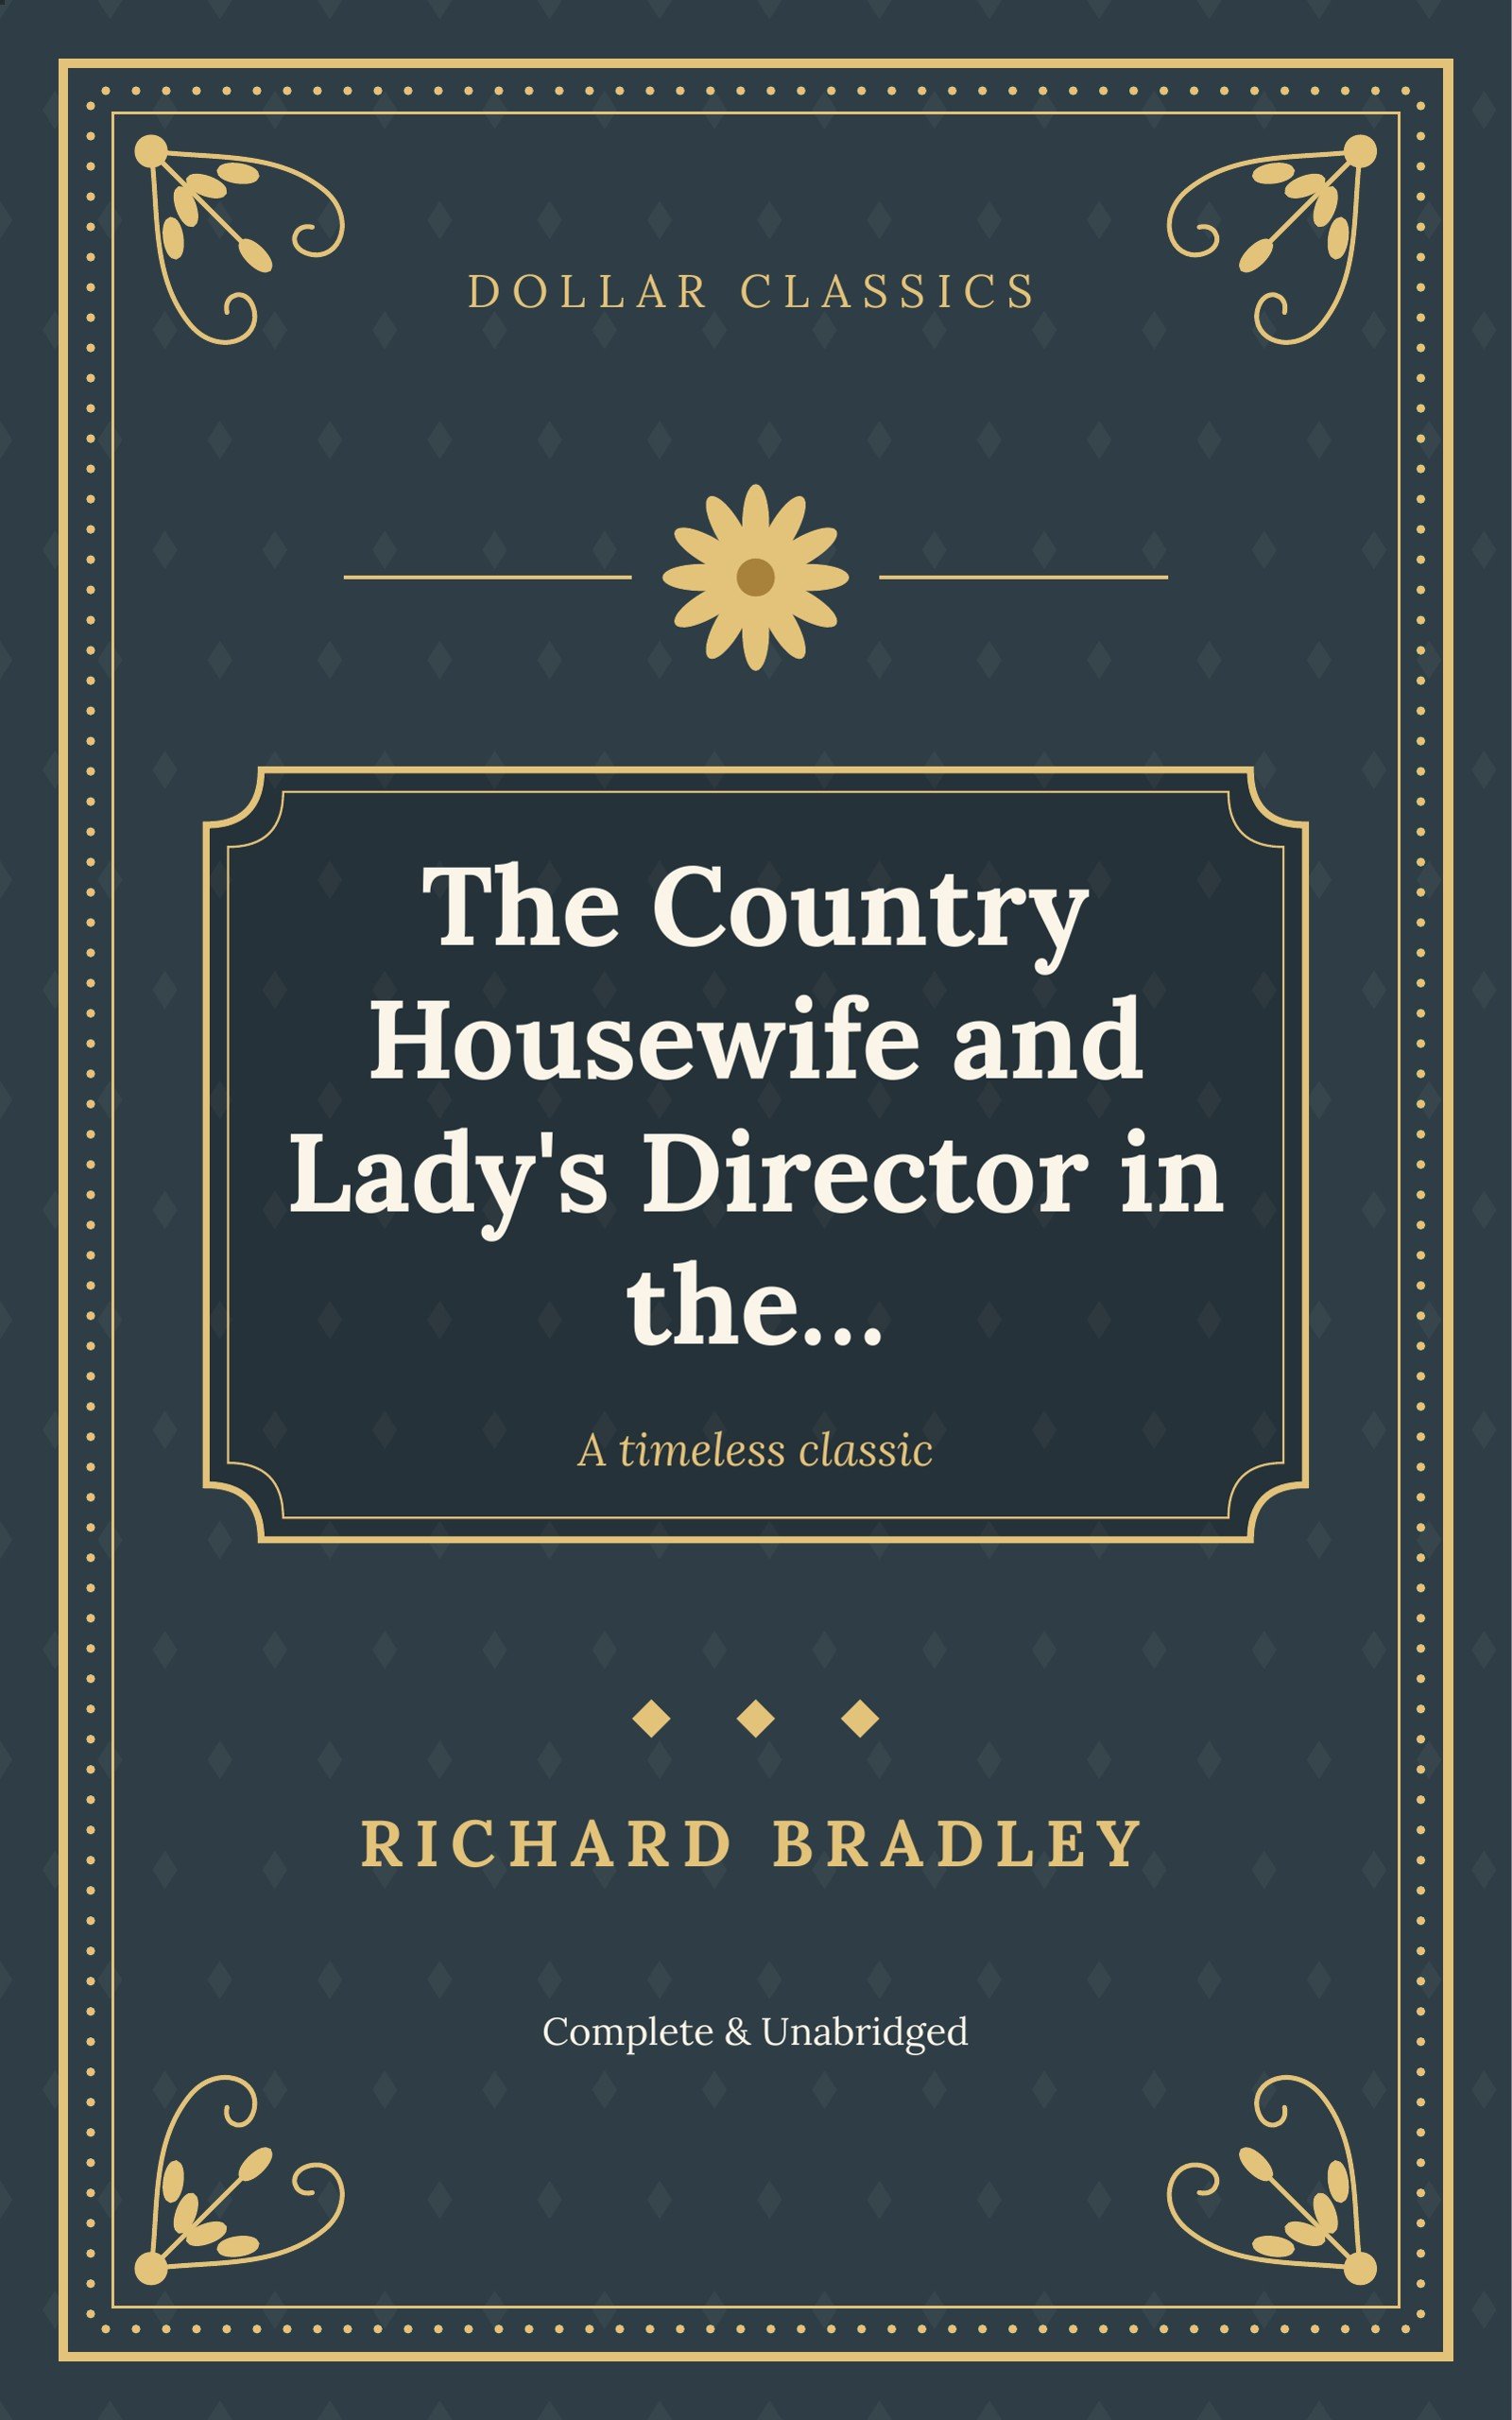 DOLLAR CLASSICS
The Country
Housewife and
Lady's Director in
the...
A timeless classic
RICHARD BRADLEY
Complete & Unabridged